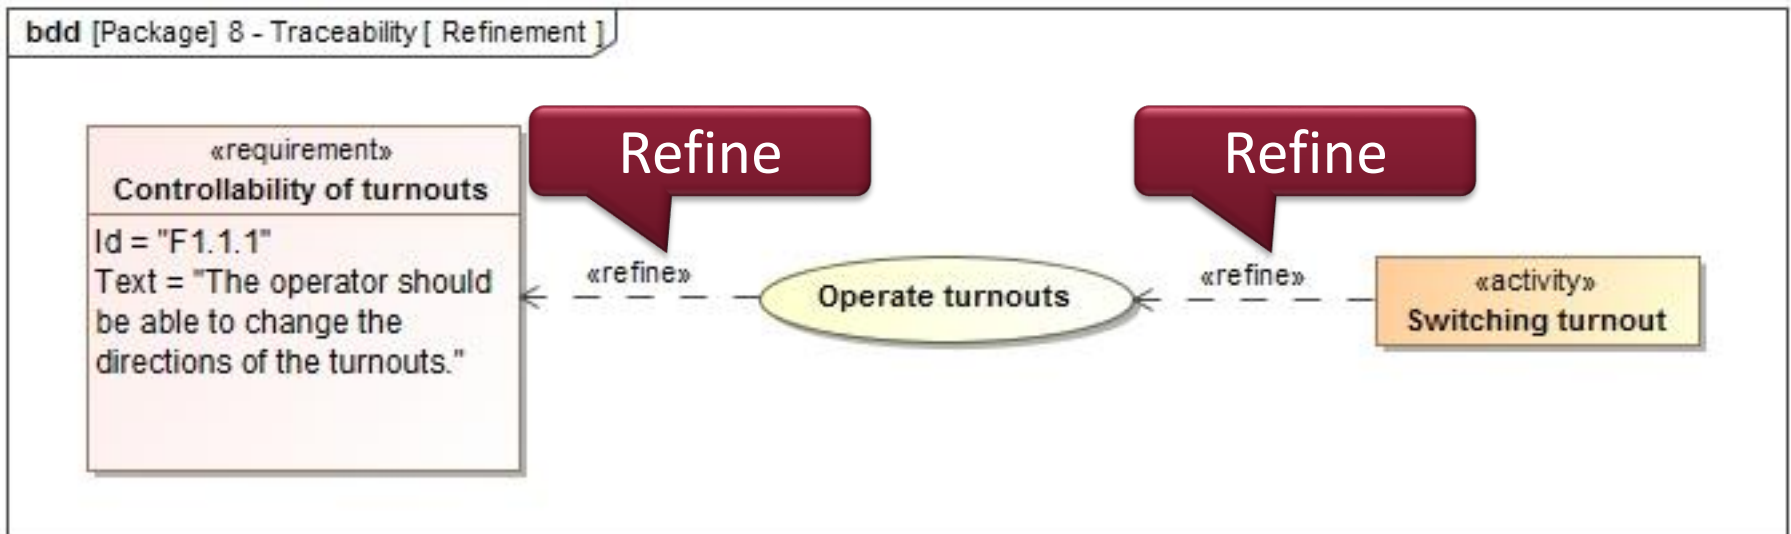 bdd [Package] 8 - Traceability [ Refinement ]
Refine
Refine
«requirement»
Controllability of turnouts
Id = "F1.1.1"
Text = "The operator should
be able to change the
directions of the turnouts."
«refine»
Operate turnouts
«refine»
«activity»
Switching turnout